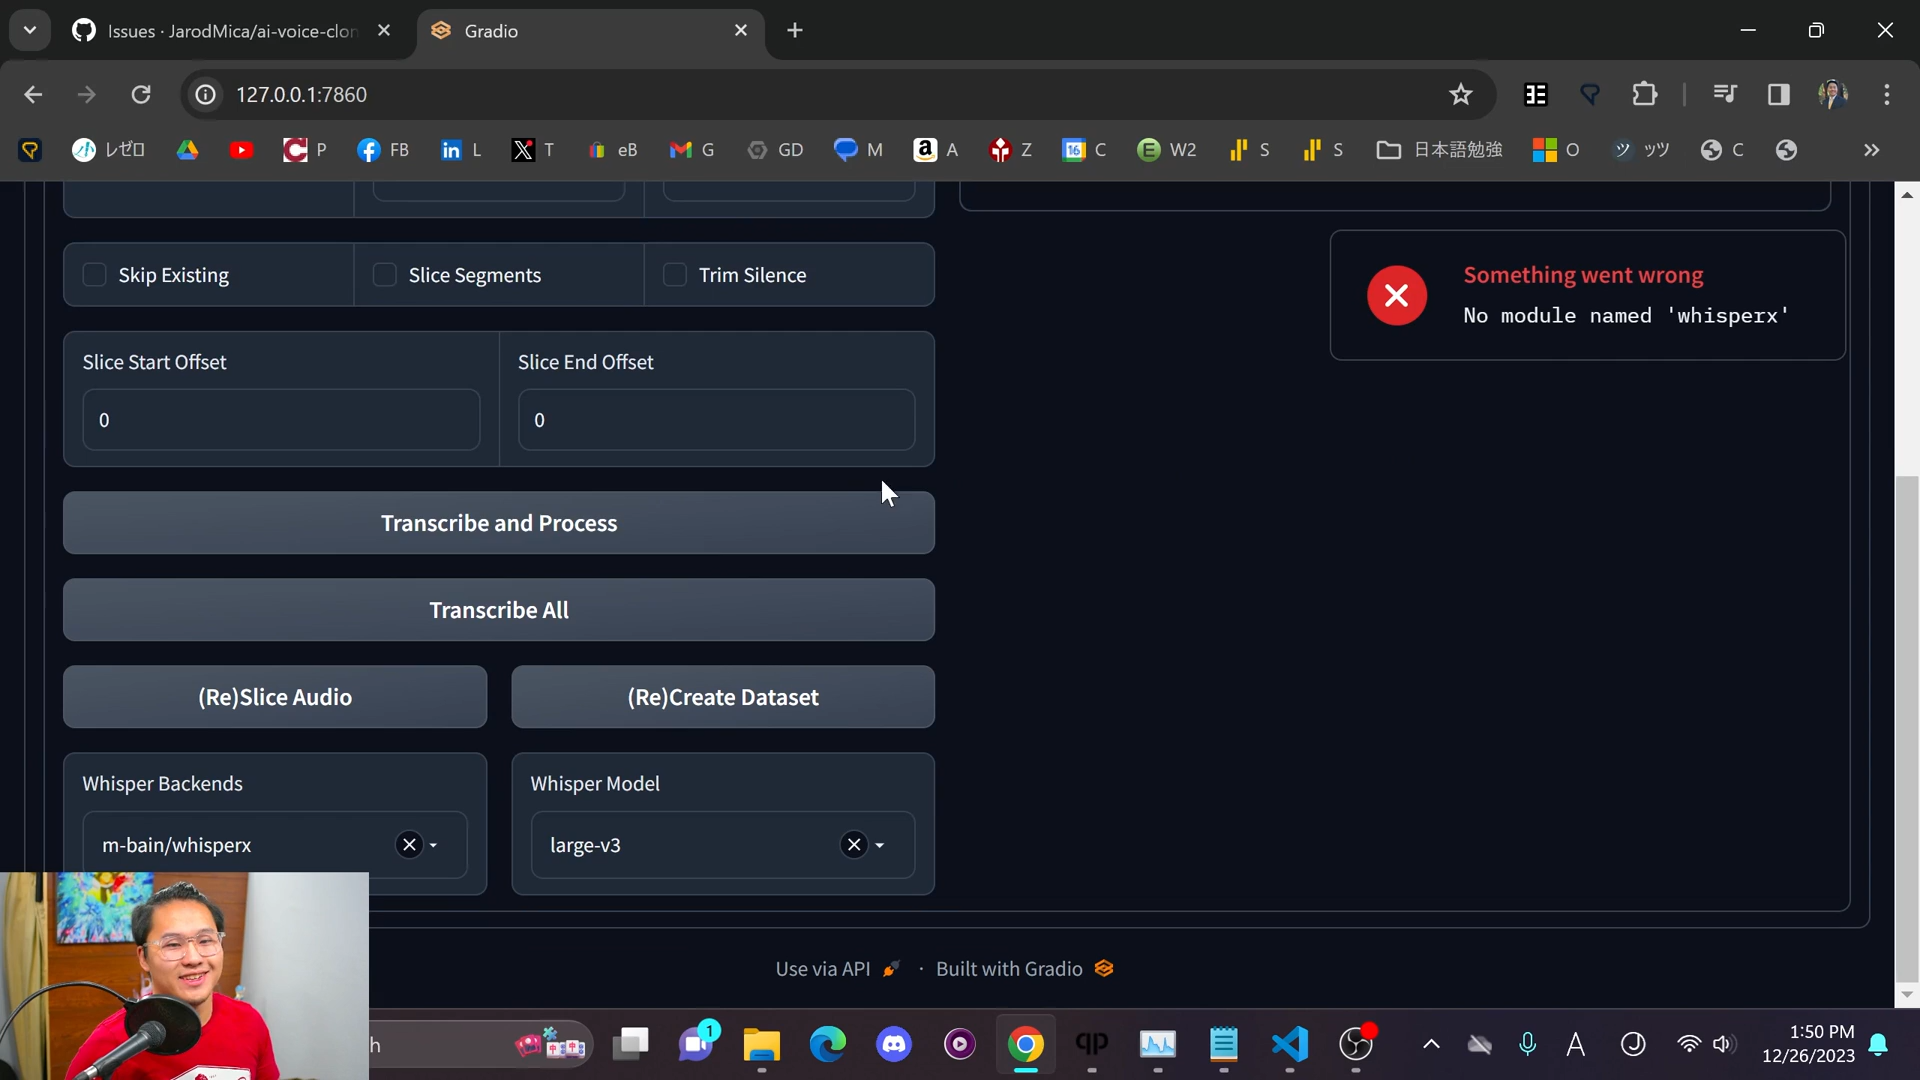 Issues · JarodMica/ai-voice-clon
Gradio
127.0.0.1:7860
レゼロ
P
FB
L
T
eB
G
GD
M
A
Z
C
W2
S
S
日本語勉強
O
ッツ
C
Skip Existing
Slice Segments
Trim Silence
Something went wrong
No module named 'whisperx'
Slice Start Offset
Slice End Offset
0
0
Transcribe and Process
Transcribe All
(Re)Slice Audio
(Re)Create Dataset
Whisper Backends
Whisper Model
m-bain/whisperx
large-v3
Use via API · Built with Gradio
h
1
1:50 PM
12/26/2023